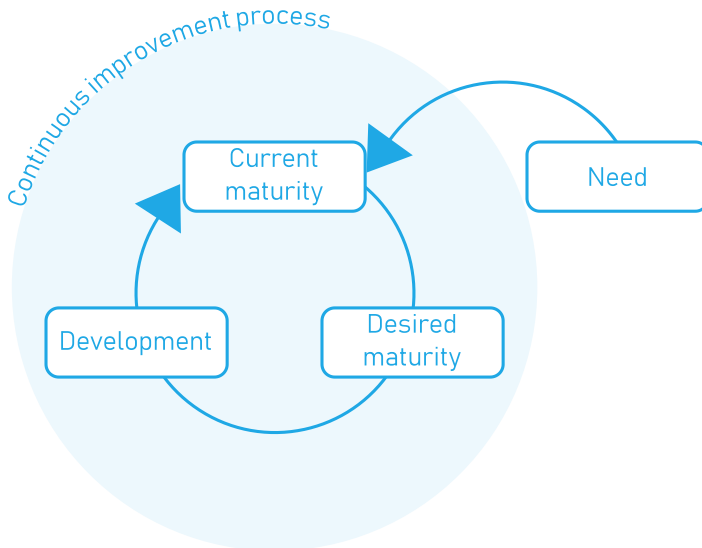 Continuous improvement process
Current
maturity
Need
Development
Desired
maturity